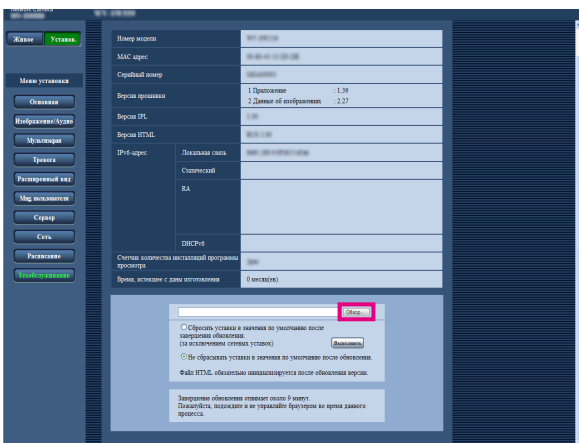 Живое Установ.
Меню установки
Основная
Изображение/Аудио
Мультиэкран
Тревога
Расширенный вид
Mng. пользователя
Сервер
Сеть
Расписание
Техобслуживание
Номер модели
MAC адрес
Серийный номер
Версия прошивки
1 Приложение : 1.39
2 Данные об изображениях : 2.27
Версия IPL
Версия HTML
IPv6-адрес
Локальная связь
Статический
RA
DHCPv6
Счетчик количества инсталляций программы
просмотра
Время, истекшее с даты изготовления 0 месяц(ев)
Обзор...
Сбросить уставки в значения по умолчанию после
завершения обновления.
(за исключением сетевых уставок)
Выполнить
Не сбрасывать уставки в значения по умолчанию после обновления.
Файл HTML обязательно инициализируется после обновления версии.
Завершение обновления отнимает около 9 минут.
Пожалуйста, подождите и не управляйте браузером во время данного
процесса.